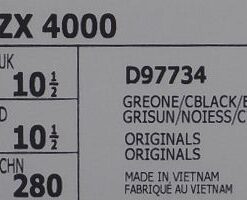 ZX 4000
UK
10½
D
10½
CHN
280
D97734
GREONE/CBLACK/
GRISUN/NOIESS/C
ORIGINALS
ORIGINALS
MADE IN VIETNAM
FABRIQUÉ AU VIETNAM